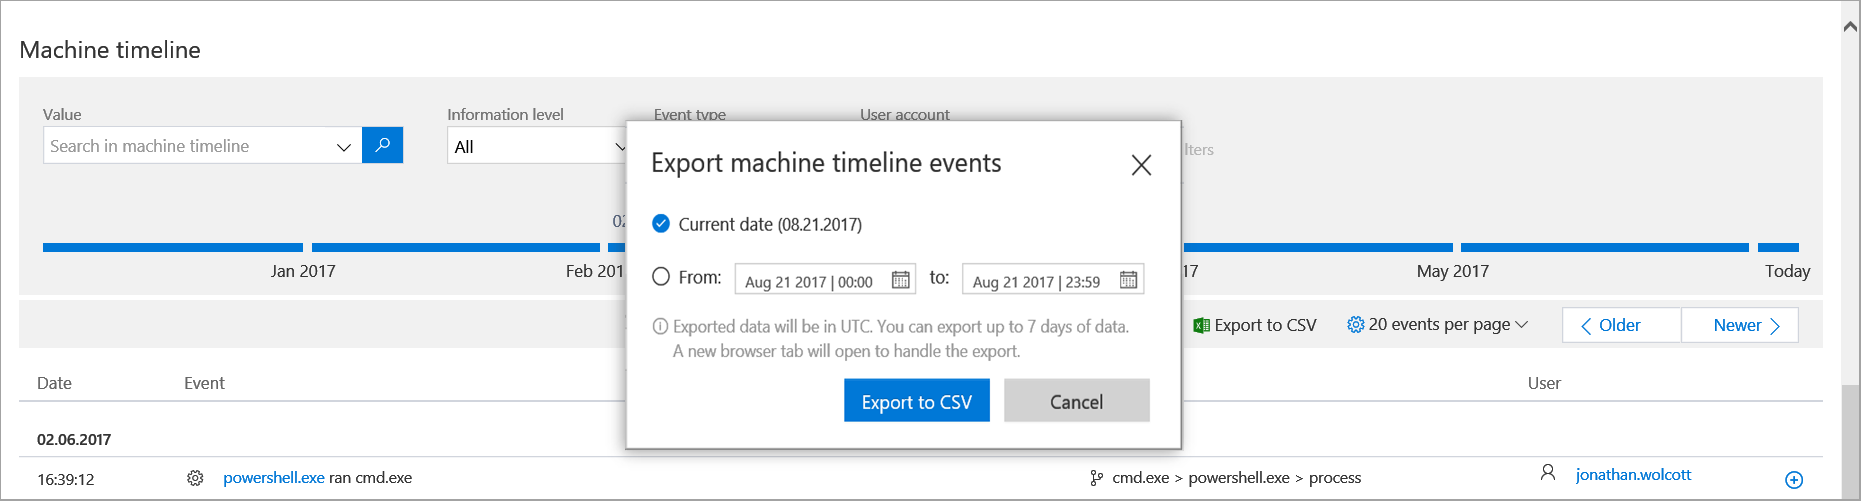 Machine timeline
Value
Information level
Event type
User account
Search in machine timeline
All
lters
Export machine timeline events
02
Current date (08.21.2017)
From: Aug 21 2017 | 00:00 to: Aug 21 2017 | 23:59
Jan 2017
Feb 201
17
May 2017
Today
Exported data will be in UTC. You can export up to 7 days of data.
A new browser tab will open to handle the export.
Export to CSV
20 events per page
Older
Newer
Export to CSV
Cancel
Date
Event
User
02.06.2017
16:39:12
powershell.exe ran cmd.exe
cmd.exe > powershell.exe > process
jonathan.wolcott